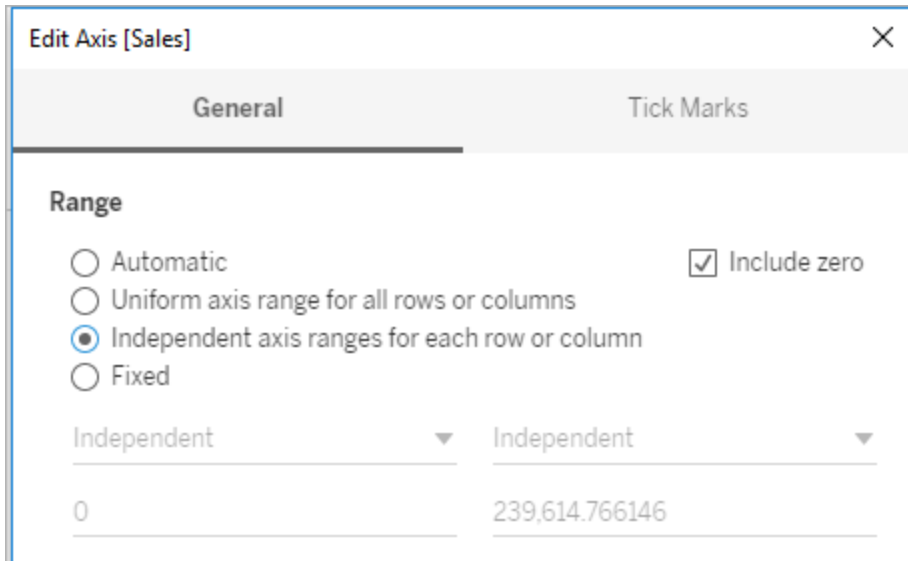 Edit Axis [Sales]
General Tick Marks
Range
Automatic Include zero
Uniform axis range for all rows or columns
Independent axis ranges for each row or column
Fixed
Independent Independent
0 239,614.766146